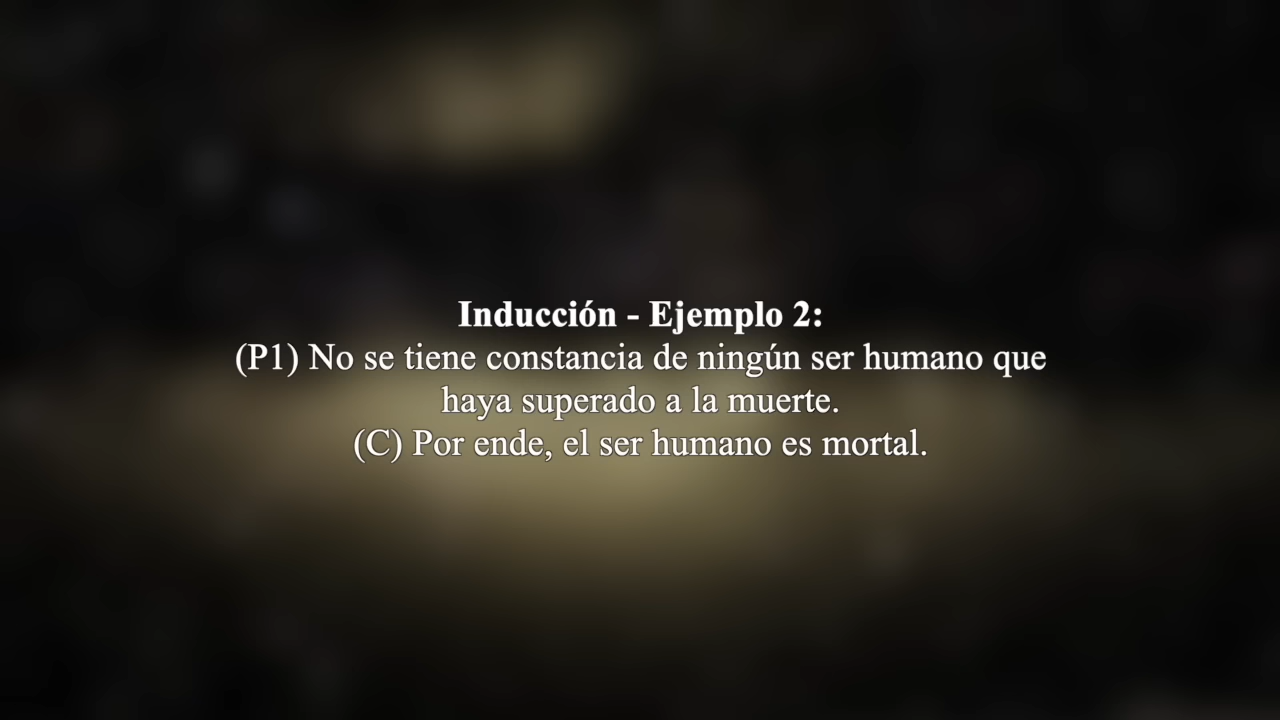 Inducción - Ejemplo 2:
(P1) No se tiene constancia de ningún ser humano que
haya superado a la muerte.
(C) Por ende, el ser humano es mortal.